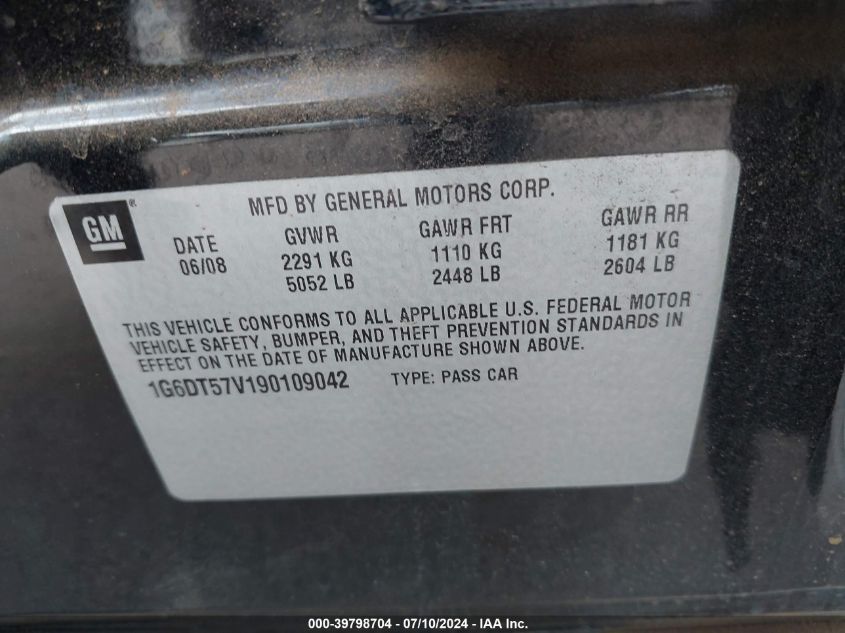 MFD BY GENERAL MOTORS CORP.
GM®
DATE GVWR GAWR FRT GAWR RR
06/08 2291 KG 1110 KG 1181 KG
5052 LB 2448 LB 2604 LB
THIS VEHICLE CONFORMS TO ALL APPLICABLE U.S. FEDERAL MOTOR
VEHICLE SAFETY, BUMPER, AND THEFT PREVENTION STANDARDS IN
EFFECT ON THE DATE OF MANUFACTURE SHOWN ABOVE.
1G6DT57V190109042 TYPE: PASS CAR
000-39798704 - 07/10/2024 - IAA Inc.